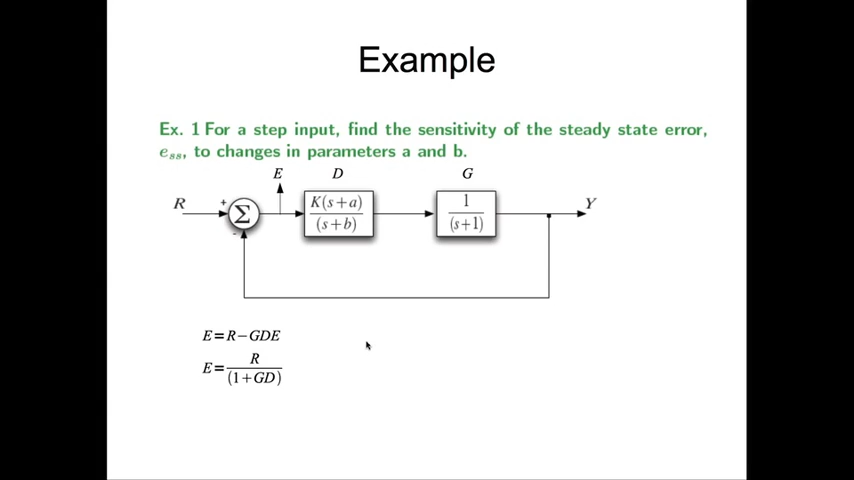 Example
Ex. 1 For a step input, find the sensitivity of the steady state error,
e_ss, to changes in parameters a and b.
E D G
R + Σ - K(s+a)/(s+b) 1/(s+1) Y
E=R−GDE
E=R/(1+GD)